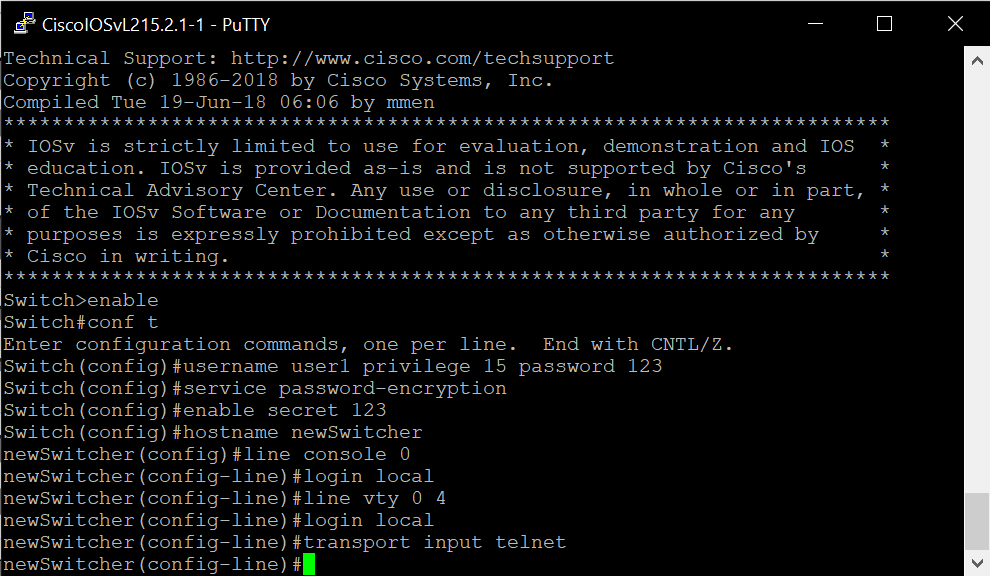 CiscoIOSvL215.2.1-1 - PuTTY
Technical Support: http://www.cisco.com/techsupport
Copyright (c) 1986-2018 by Cisco Systems, Inc.
Compiled Tue 19-Jun-18 06:06 by mmen
**************************************************************************
* IOSv is strictly limited to use for evaluation, demonstration and IOS  *
* education. IOSv is provided as-is and is not supported by Cisco's      *
* Technical Advisory Center. Any use or disclosure, in whole or in part, *
* of the IOSv Software or Documentation to any third party for any       *
* purposes is expressly prohibited except as otherwise authorized by     *
* Cisco in writing.                                                      *
**************************************************************************
Switch>enable
Switch#conf t
Enter configuration commands, one per line.  End with CNTL/Z.
Switch(config)#username user1 privilege 15 password 123
Switch(config)#service password-encryption
Switch(config)#enable secret 123
Switch(config)#hostname newSwitcher
newSwitcher(config)#line console 0
newSwitcher(config-line)#login local
newSwitcher(config-line)#line vty 0 4
newSwitcher(config-line)#login local
newSwitcher(config-line)#transport input telnet
newSwitcher(config-line)#